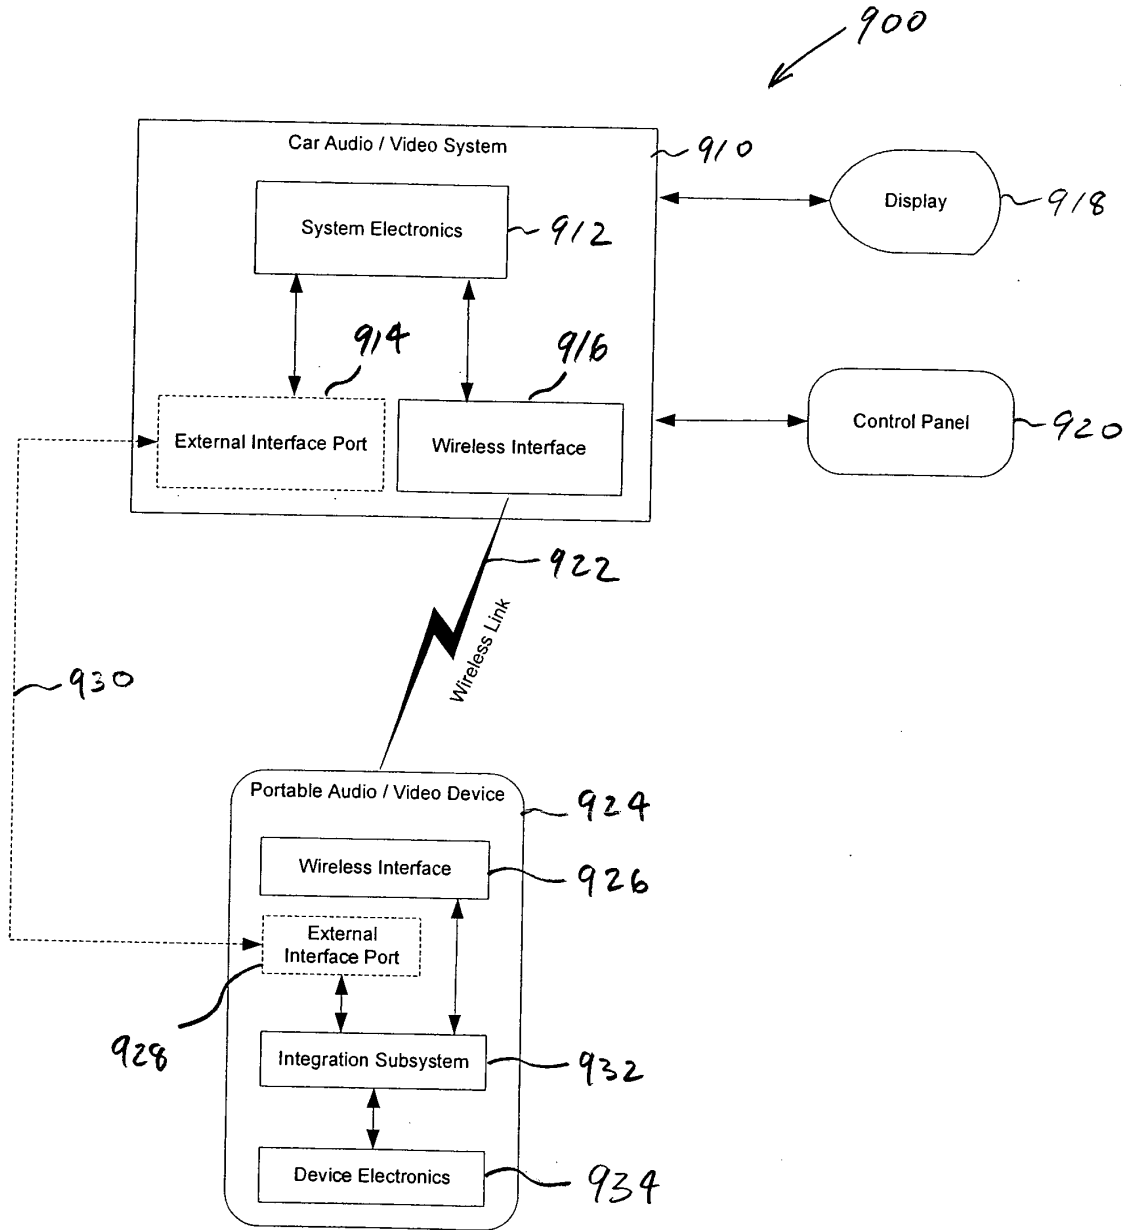 900
Car Audio / Video System
910
System Electronics
912
Display
918
914
916
External Interface Port
Wireless Interface
Control Panel
920
922
Wireless Link
930
Portable Audio / Video Device
924
Wireless Interface
926
External
Interface Port
928
Integration Subsystem
932
Device Electronics
934